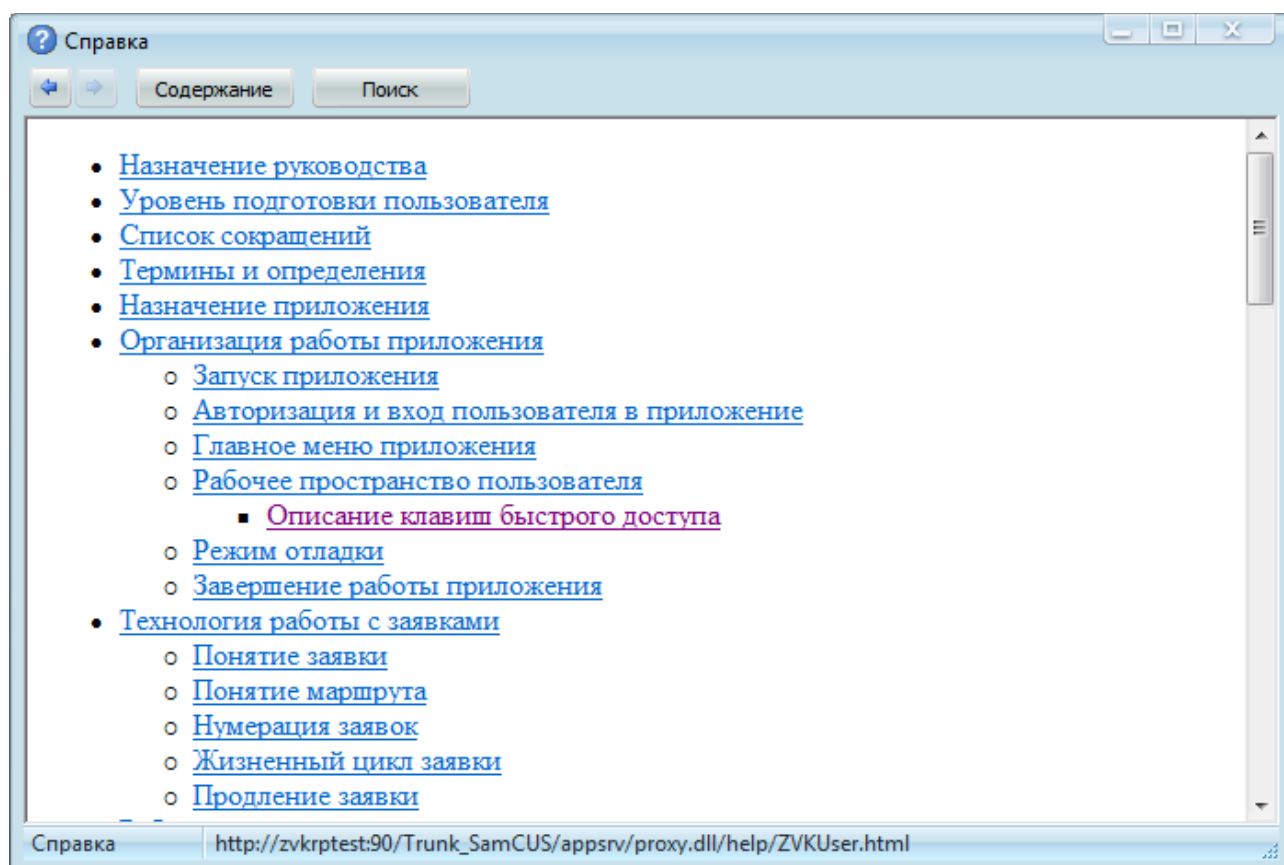 Справка
Содержание Поиск
Назначение руководства
Уровень подготовки пользователя
Список сокращений
Термины и определения
Назначение приложения
Организация работы приложения
Запуск приложения
Авторизация и вход пользователя в приложение
Главное меню приложения
Рабочее пространство пользователя
Описание клавиш быстрого доступа
Режим отладки
Завершение работы приложения
Технология работы с заявками
Понятие заявки
Понятие маршрута
Нумерация заявок
Жизненный цикл заявки
Продление заявки
Справка http://zvkrptest:90/Trunk_SamCUS/appsrv/proxy.dll/help/ZVKUser.html